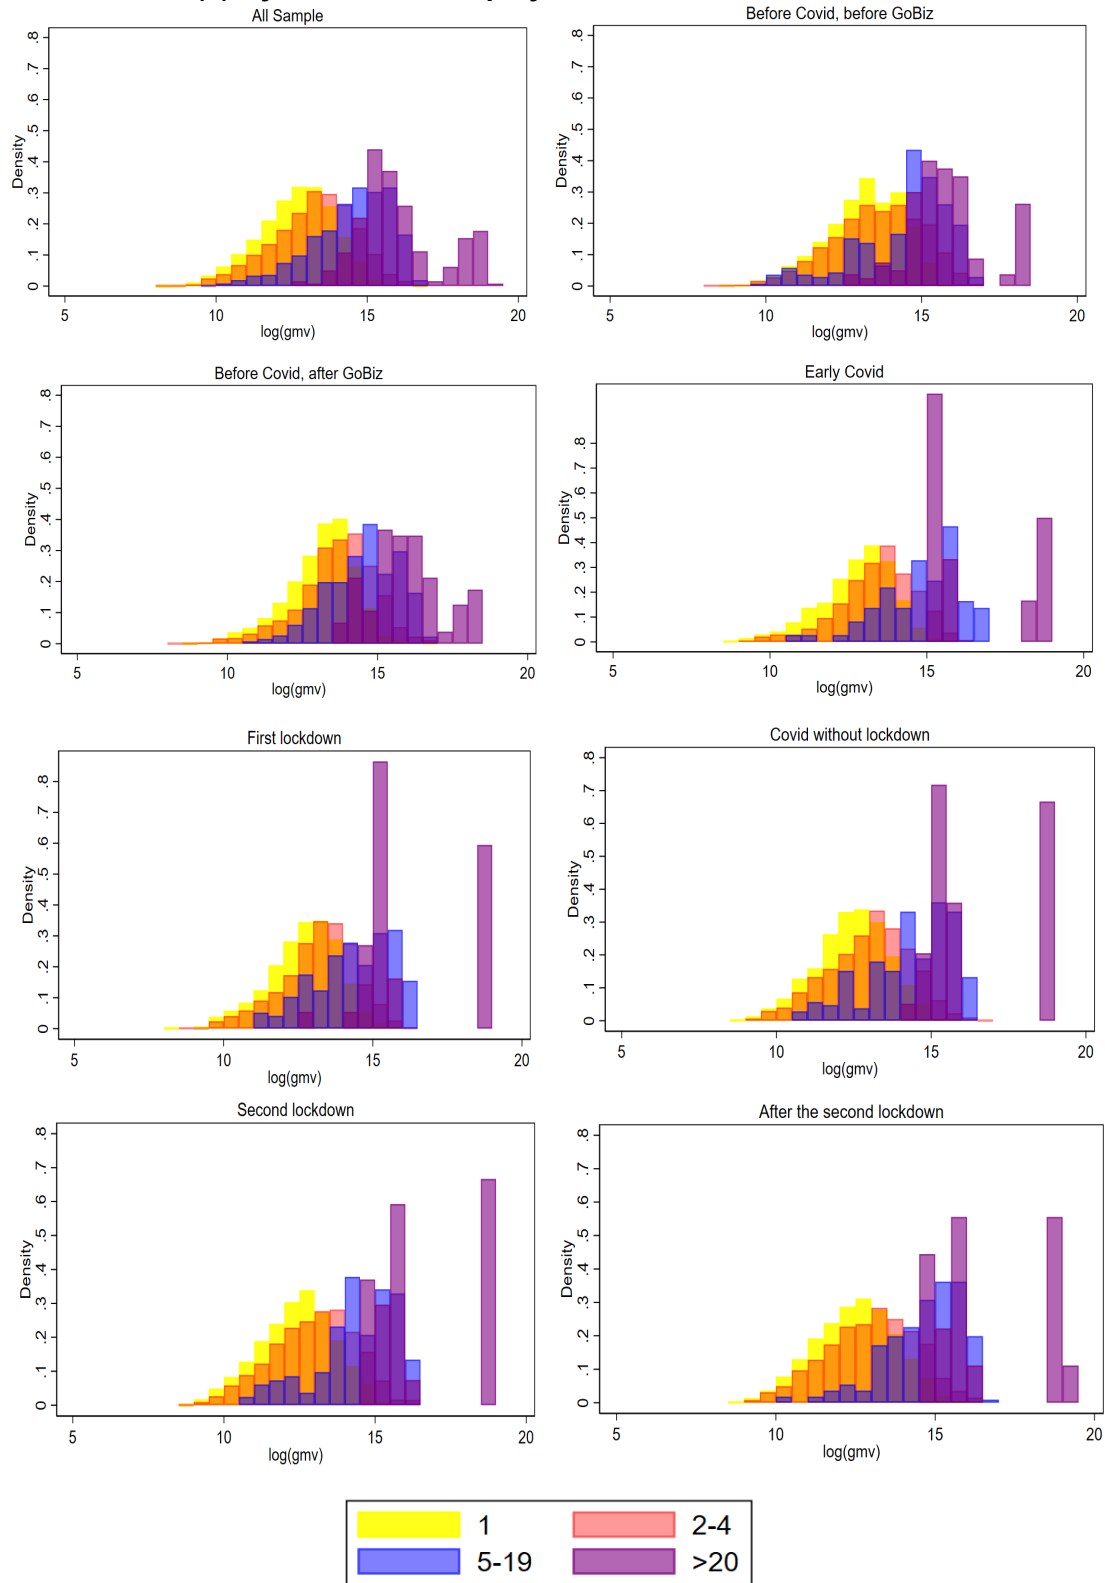 All Sample
Density
0 .1 .2 .3 .4 .5 .6 .7 .8
5 10 15 20
log(gmv)
Before Covid, before GoBiz
Density
0 .1 .2 .3 .4 .5 .6 .7 .8
5 10 15 20
log(gmv)
Before Covid, after GoBiz
Density
0 .1 .2 .3 .4 .5 .6 .7 .8
5 10 15 20
log(gmv)
Early Covid
Density
0 .1 .2 .3 .4 .5 .6 .7 .8
5 10 15 20
log(gmv)
First lockdown
Density
0 .1 .2 .3 .4 .5 .6 .7 .8
5 10 15 20
log(gmv)
Covid without lockdown
Density
0 .1 .2 .3 .4 .5 .6 .7 .8
5 10 15 20
log(gmv)
Second lockdown
Density
0 .1 .2 .3 .4 .5 .6 .7 .8
5 10 15 20
log(gmv)
After the second lockdown
Density
0 .1 .2 .3 .4 .5 .6 .7 .8
5 10 15 20
log(gmv)
1 2-4
5-19 >20